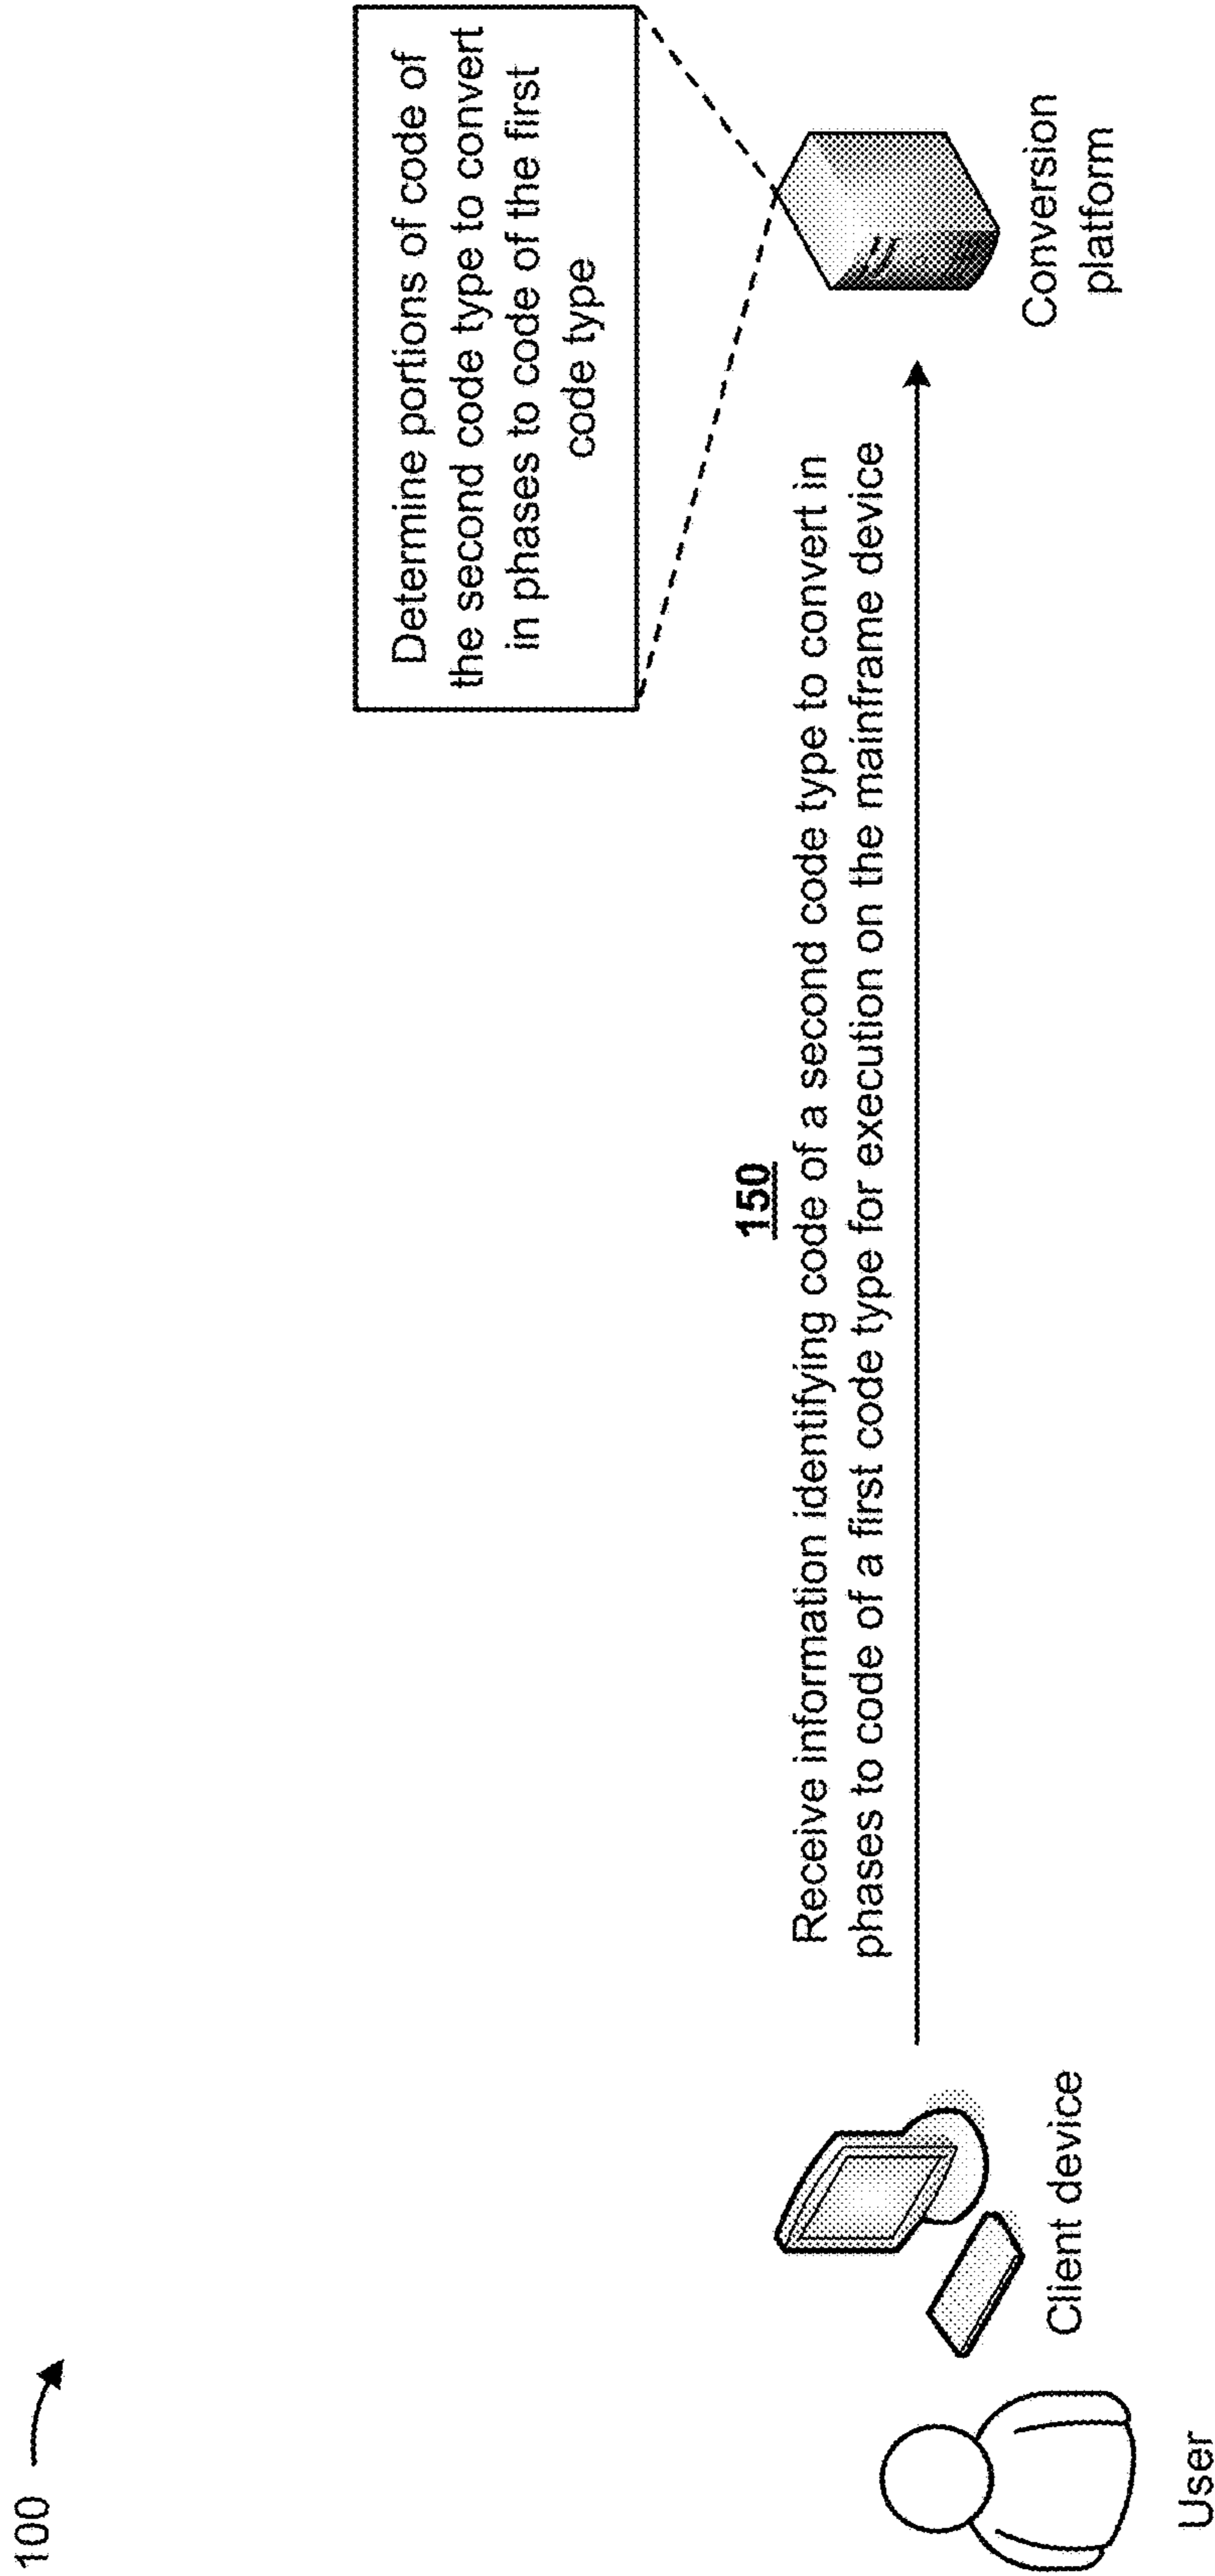 100
Determine portions of code of
the second code type to convert
in phases to code of the first
code type
150
Receive information identifying code of a second code type to convert in
phases to code of a first code type for execution on the mainframe device
User
Client device
Conversion
platform